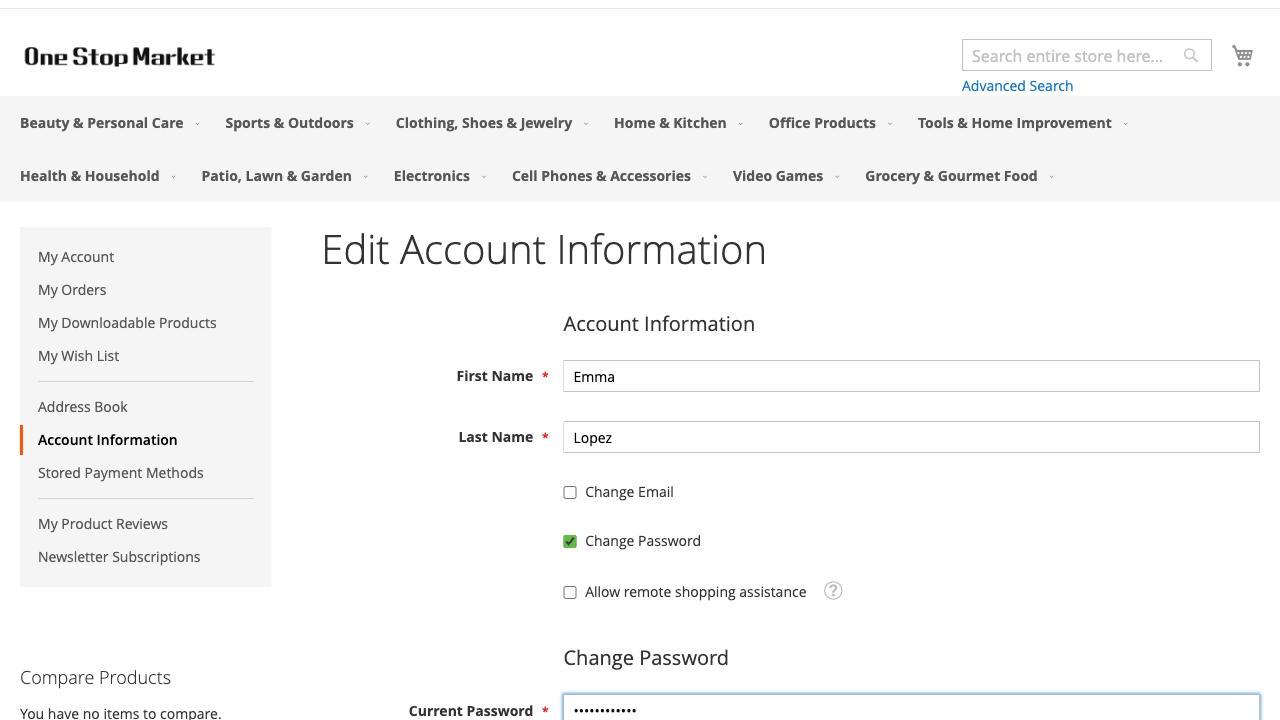 One Stop Market
Search entire store here...
Advanced Search
Beauty & Personal Care
Sports & Outdoors
Clothing, Shoes & Jewelry
Home & Kitchen
Office Products
Tools & Home Improvement
Health & Household
Patio, Lawn & Garden
Electronics
Cell Phones & Accessories
Video Games
Grocery & Gourmet Food
My Account
My Orders
My Downloadable Products
My Wish List
Address Book
Account Information
Stored Payment Methods
My Product Reviews
Newsletter Subscriptions
Compare Products
You have no items to compare.
Edit Account Information
Account Information
First Name *
Emma
Last Name *
Lopez
Change Email
Change Password
Allow remote shopping assistance ?
Change Password
Current Password *
••••••••••••